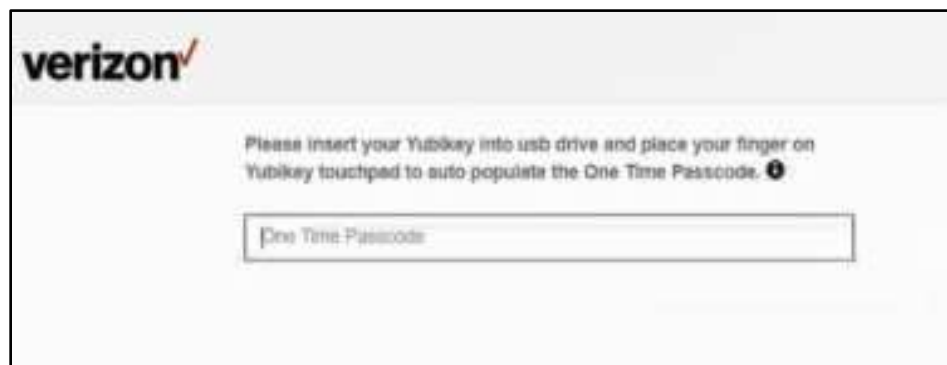 verizon✓
Please insert your Yubikey into usb drive and place your finger on
Yubikey touchpad to auto populate the One Time Passcode.
One Time Passcode